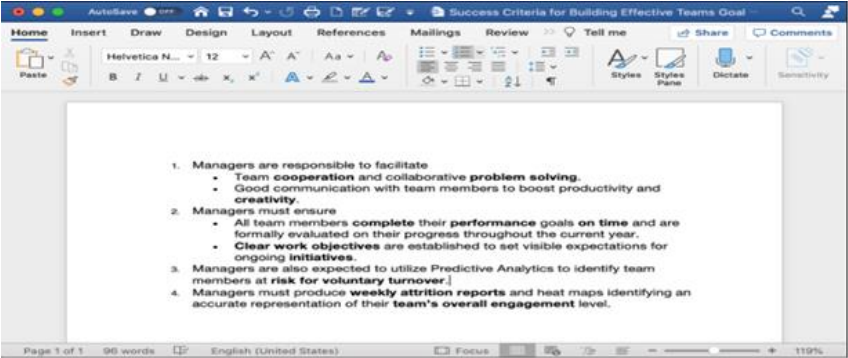 AutoSave OFF Success Criteria for Building Effective Teams Goal
Home Insert Draw Design Layout References Mailings Review >> Tell me Share Comments
Paste Helvetica N... 12 A^ A˅ Aa A Styles Styles Pane Dictate Sensitivity
B I U ab x, x² A A
1. Managers are responsible to facilitate
• Team cooperation and collaborative problem solving.
• Good communication with team members to boost productivity and
creativity.
2. Managers must ensure
• All team members complete their performance goals on time and are
formally evaluated on their progress throughout the current year.
• Clear work objectives are established to set visible expectations for
ongoing initiatives.
3. Managers are also expected to utilize Predictive Analytics to identify team
members at risk for voluntary turnover.
4. Managers must produce weekly attrition reports and heat maps identifying an
accurate representation of their team's overall engagement level.
Page 1 of 1 96 words English (United States) Focus 119%